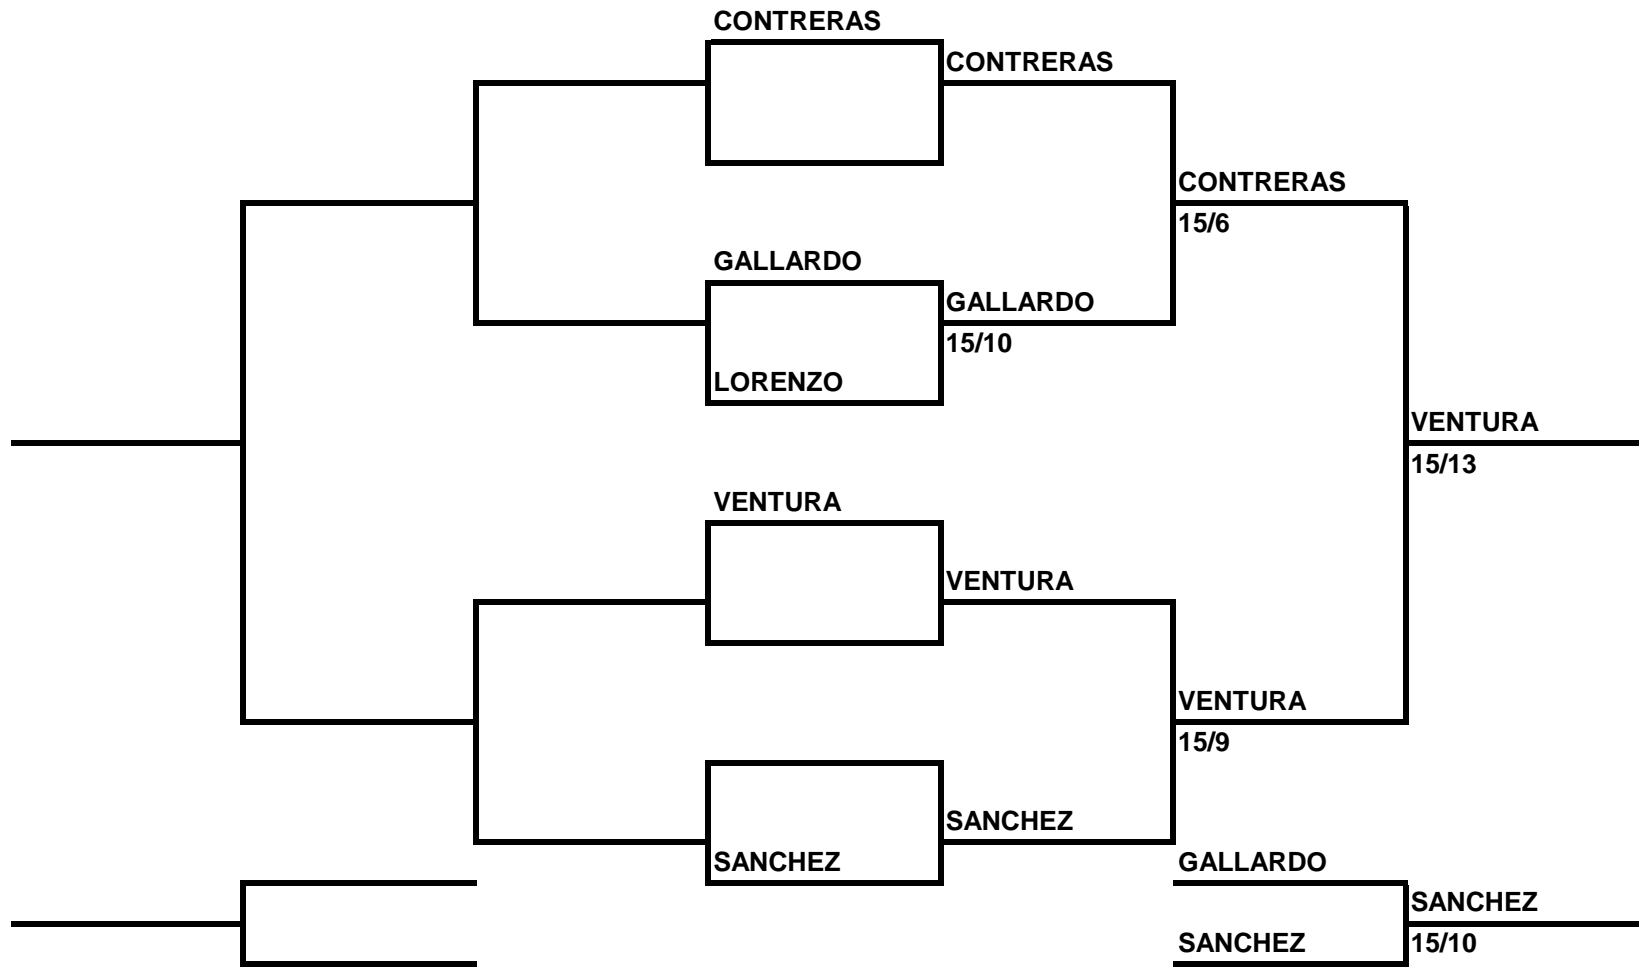 CONTRERAS
CONTRERAS
CONTRERAS
15/6
GALLARDO
GALLARDO
15/10
LORENZO
VENTURA
15/13
VENTURA
VENTURA
VENTURA
15/9
SANCHEZ
SANCHEZ
GALLARDO
SANCHEZ
SANCHEZ
15/10